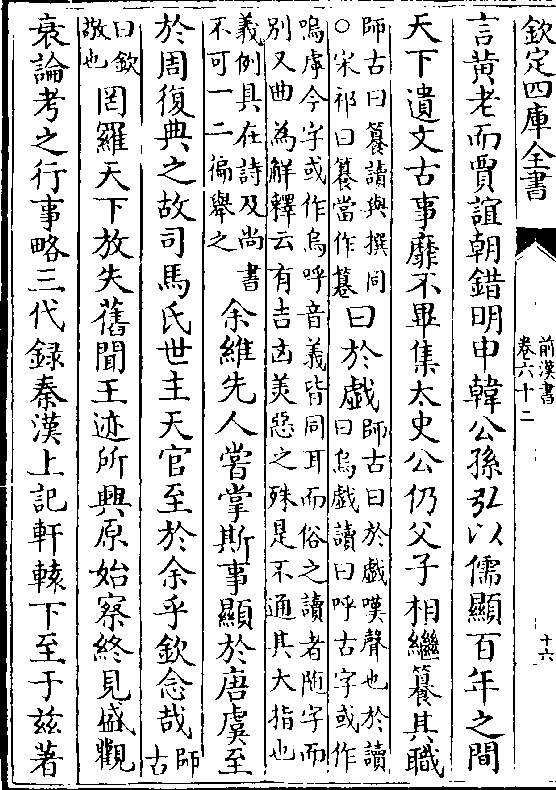 欽定四庫全書
前漢書
卷六十二
十六
言黄老而賈誼朝錯明申韓公孫弘以儒顯百年之間
天下遺文古事靡不畢集太史公仍父子相繼纂其職
師古曰纂讀與撰同
○宋祁曰纂當作篹
曰於戲
師古曰於戲嘆聲也於讀
曰烏戲讀曰呼古字或作
嗚虖今字或作烏呼音義皆同耳而俗之讀者随字而
别又曲為解釋云有吉凶美惡之殊是不通其大指也
義例具在詩及尚書
不可一二徧舉之
余維先人嘗掌斯事顯於唐虞至
於周復典之故司馬氏世主天官至於余乎欽念哉
師古
曰欽
敬也
罔羅天下放失舊聞王迹所興原始察終見盛觀
衰論考之行事略三代録秦漢上記軒轅下至于兹著